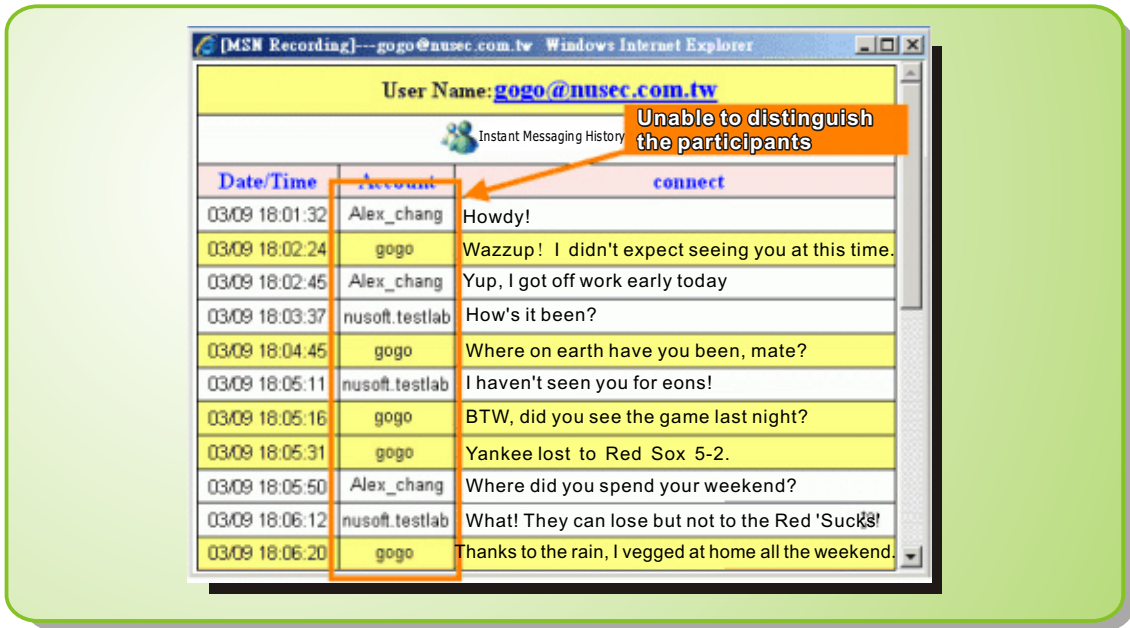 [MSN Recording]---gogo@nusec.com.tw Windows Internet Explorer
User Name:gogo@nusec.com.tw
Unable to distinguish
the participants
Instant Messaging History
Date/Time Account connect
03/09 18:01:32 Alex_chang Howdy!
03/09 18:02:24 gogo Wazzup! I didn't expect seeing you at this time.
03/09 18:02:45 Alex_chang Yup, I got off work early today
03/09 18:03:37 nusoft.testlab How's it been?
03/09 18:04:45 gogo Where on earth have you been, mate?
03/09 18:05:11 nusoft.testlab I haven't seen you for eons!
03/09 18:05:16 gogo BTW, did you see the game last night?
03/09 18:05:31 gogo Yankee lost to Red Sox 5-2.
03/09 18:05:50 Alex_chang Where did you spend your weekend?
03/09 18:06:12 nusoft.testlab What! They can lose but not to the Red 'Sucks!'
03/09 18:06:20 gogo Thanks to the rain, I vegged at home all the weekend.